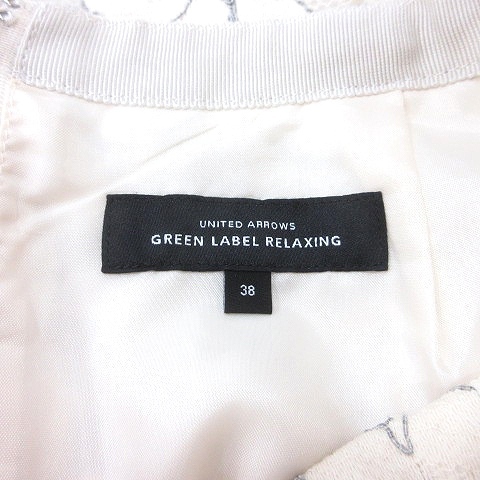 UNITED ARROWS
GREEN LABEL RELAXING
38